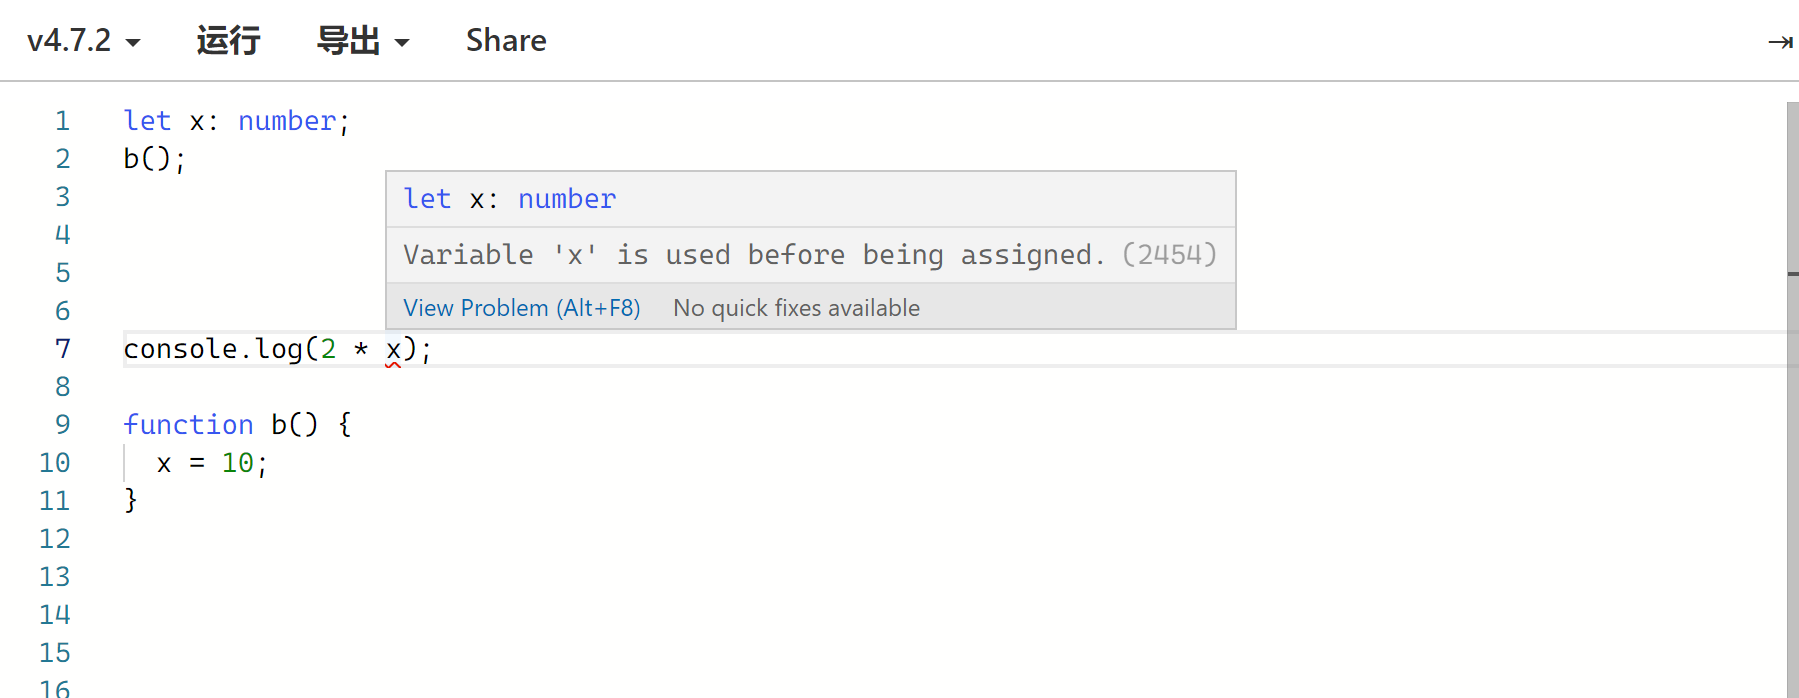 v4.7.2 运行 导出 Share
1 let x: number;
2 b();
3
let x: number
4
Variable 'x' is used before being assigned. (2454)
5
6
View Problem (Alt+F8) No quick fixes available
7 console.log(2 * x);
8
9 function b() {
10 x = 10;
11 }
12
13
14
15
16